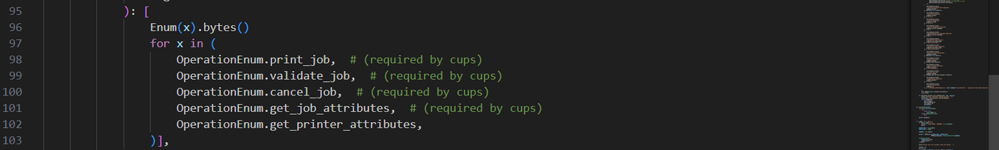 95 ): [
96 Enum(x).bytes()
97 for x in (
98 OperationEnum.print_job,  # (required by cups)
99 OperationEnum.validate_job,  # (required by cups)
100 OperationEnum.cancel_job,  # (required by cups)
101 OperationEnum.get_job_attributes,  # (required by cups)
102 OperationEnum.get_printer_attributes,
103 )],